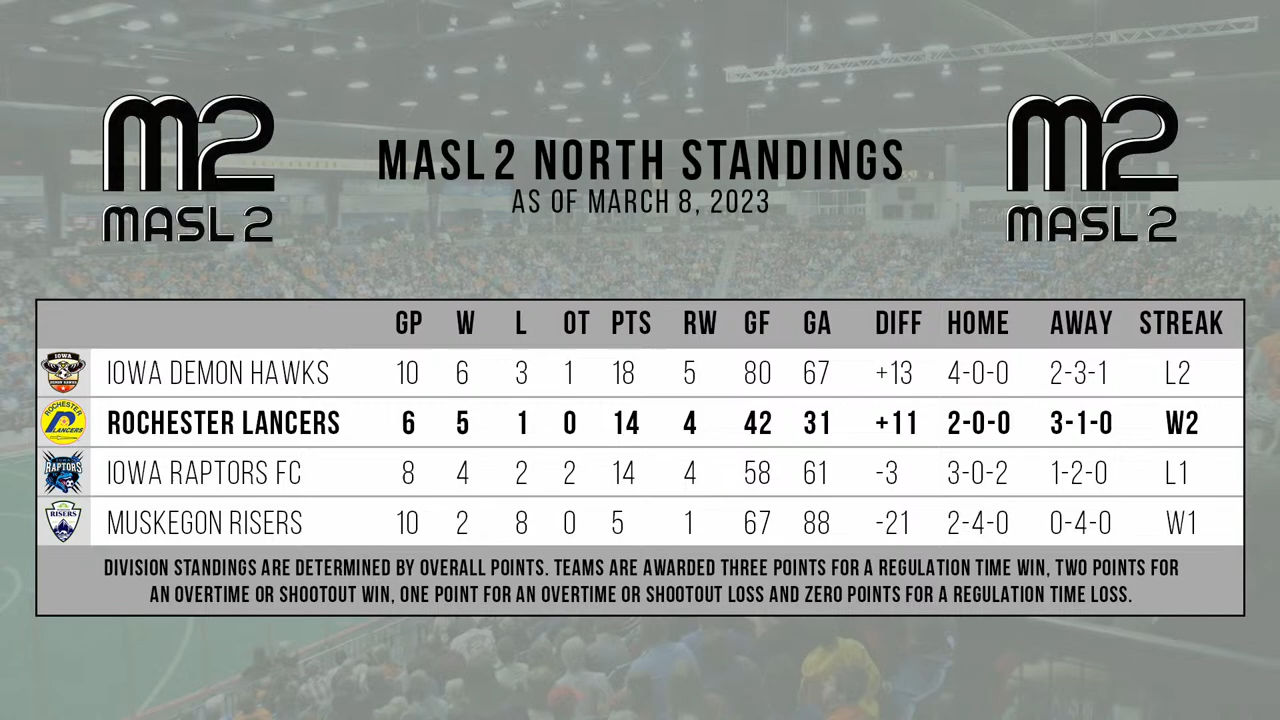 M2
MASL 2
MASL 2 NORTH STANDINGS
AS OF MARCH 8, 2023
M2
MASL 2
GP W L OT PTS RW GF GA DIFF HOME AWAY STREAK
IOWA DEMON HAWKS 10 6 3 1 18 5 80 67 +13 4-0-0 2-3-1 L2
ROCHESTER LANCERS 6 5 1 0 14 4 42 31 +11 2-0-0 3-1-0 W2
IOWA RAPTORS FC 8 4 2 2 14 4 58 61 -3 3-0-2 1-2-0 L1
MUSKEGON RISERS 10 2 8 0 5 1 67 88 -21 2-4-0 0-4-0 W1
IOWA
DEMON HAWKS
ROCHESTER
LANCERS
RAPTORS
RISERS
DIVISION STANDINGS ARE DETERMINED BY OVERALL POINTS. TEAMS ARE AWARDED THREE POINTS FOR A REGULATION TIME WIN, TWO POINTS FOR
AN OVERTIME OR SHOOTOUT WIN, ONE POINT FOR AN OVERTIME OR SHOOTOUT LOSS AND ZERO POINTS FOR A REGULATION TIME LOSS.